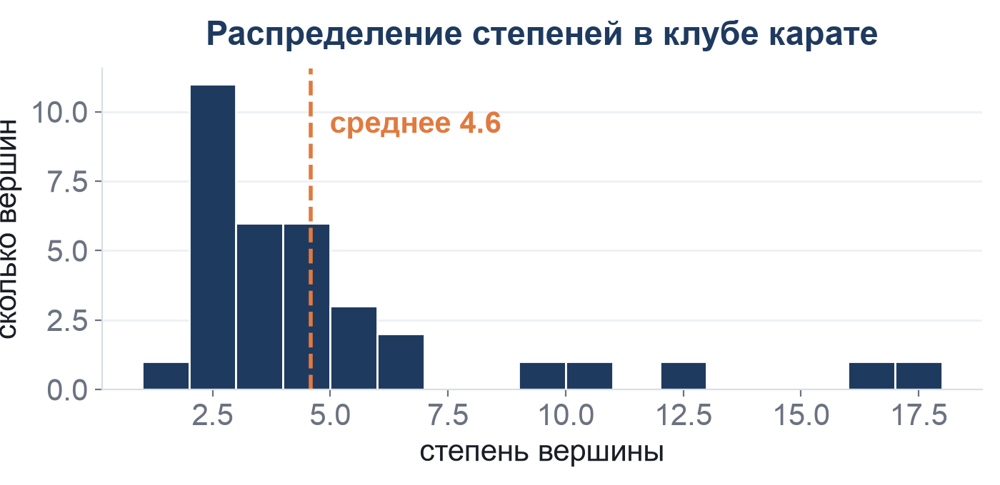 Распределение степеней в клубе карате
среднее 4.6
сколько вершин
10.0
7.5
5.0
2.5
0.0
2.5 5.0 7.5 10.0 12.5 15.0 17.5
степень вершины